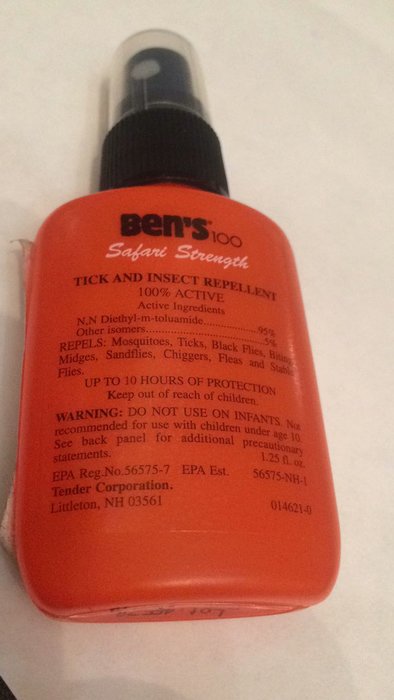 Ben's® 100
Safari Strength
TICK AND INSECT REPELLENT
100% ACTIVE
Active Ingredients
N,N Diethyl-m-toluamide..........................95%
Other isomers..........................5%
REPELS: Mosquitoes, Ticks, Black Flies, Biting
Midges, Sandflies, Chiggers, Fleas and Stable
Flies.
UP TO 10 HOURS OF PROTECTION
Keep out of reach of children.
WARNING: DO NOT USE ON INFANTS. Not
recommended for use with children under age 10.
See back panel for additional precautionary
statements. 1.25 fl. oz.
EPA Reg.No.56575-7 EPA Est. 56575-NH-1
Tender Corporation.
Littleton, NH 03561 014621-0
Lot